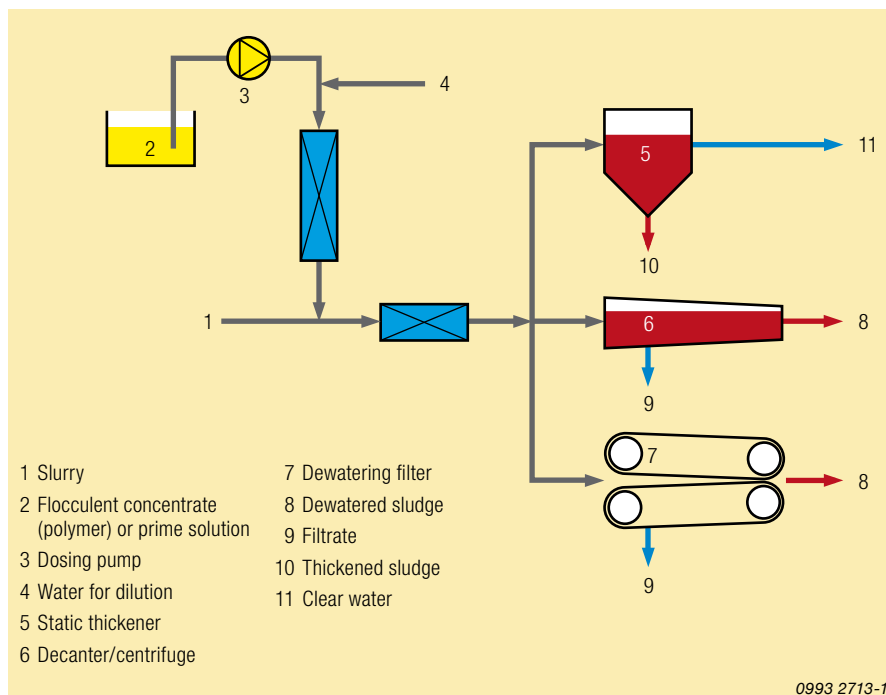 3
4
2
5
11
10
1
6
8
9
7
8
9
1 Slurry
2 Flocculent concentrate
(polymer) or prime solution
3 Dosing pump
4 Water for dilution
5 Static thickener
6 Decanter/centrifuge
7 Dewatering filter
8 Dewatered sludge
9 Filtrate
10 Thickened sludge
11 Clear water
0993 2713-1